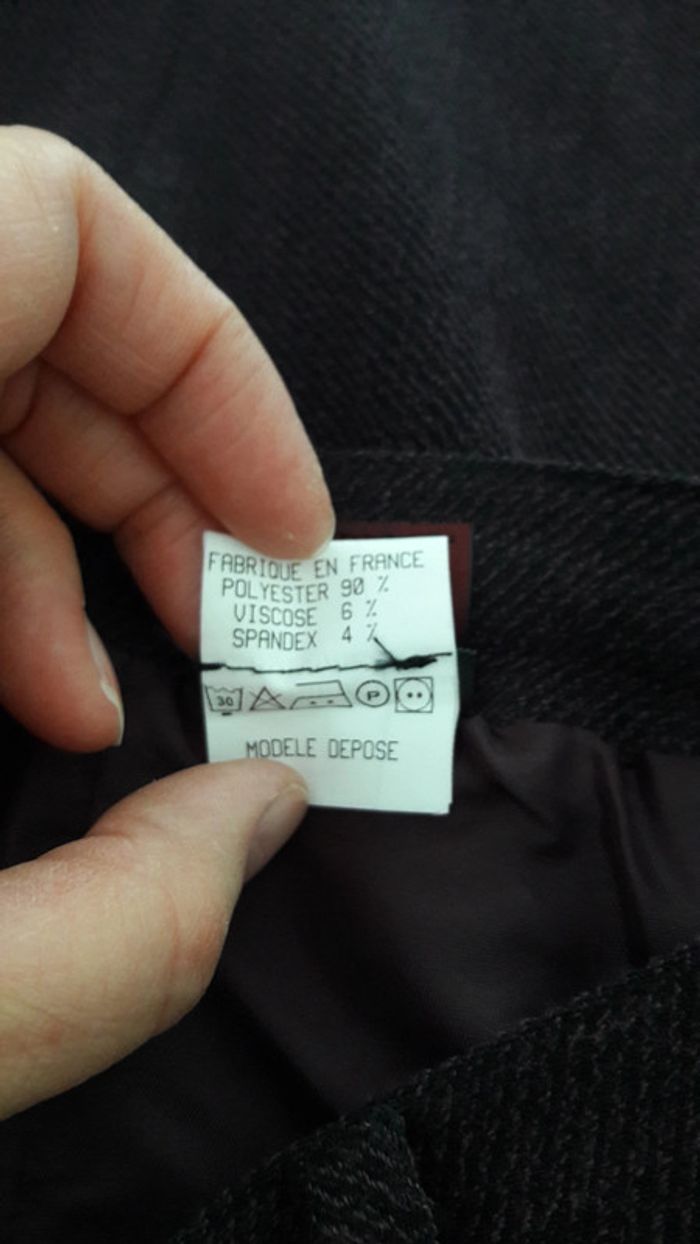 FABRIQUE EN FRANCE
POLYESTER 90 %
VISCOSE 6 %
SPANDEX 4 %
30 P
MODELE DEPOSE